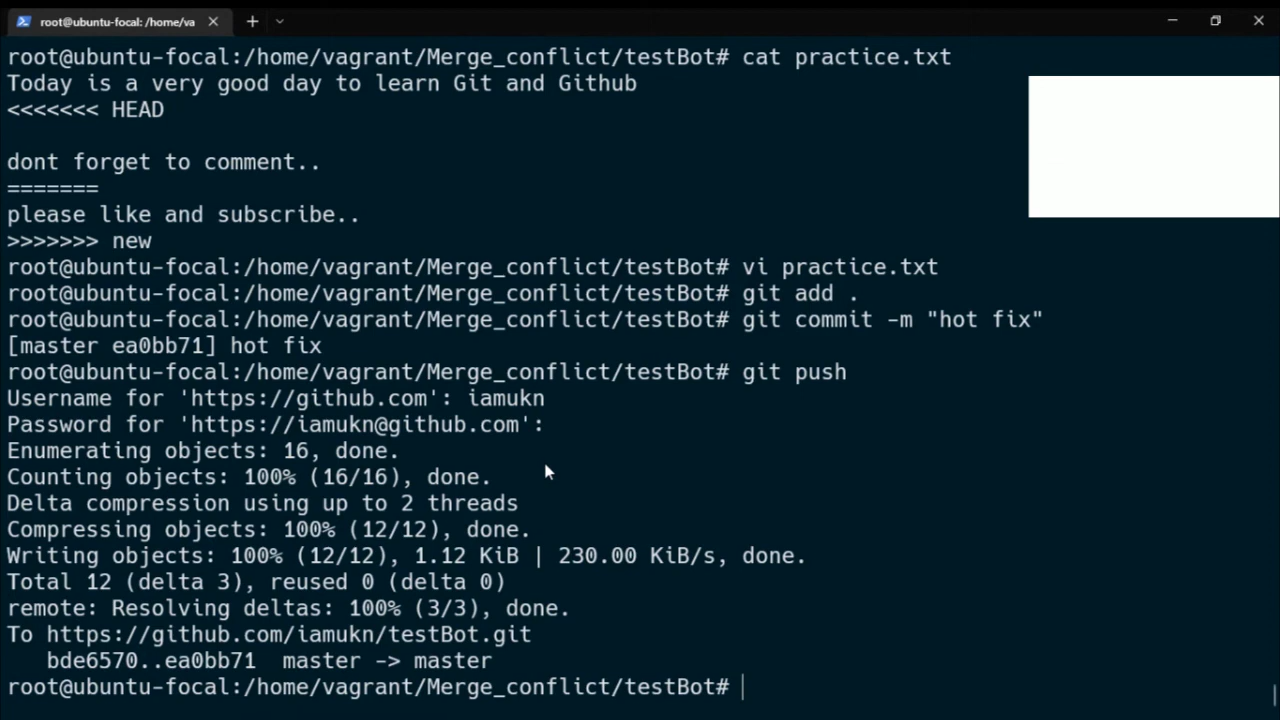 root@ubuntu-focal: /home/va
root@ubuntu-focal:/home/vagrant/Merge_conflict/testBot# cat practice.txt
Today is a very good day to learn Git and Github
<<<<<<< HEAD
dont forget to comment..
=======
please like and subscribe..
>>>>>>> new
root@ubuntu-focal:/home/vagrant/Merge_conflict/testBot# vi practice.txt
root@ubuntu-focal:/home/vagrant/Merge_conflict/testBot# git add .
root@ubuntu-focal:/home/vagrant/Merge_conflict/testBot# git commit -m "hot fix"
[master ea0bb71] hot fix
root@ubuntu-focal:/home/vagrant/Merge_conflict/testBot# git push
Username for 'https://github.com': iamukn
Password for 'https://iamukn@github.com':
Enumerating objects: 16, done.
Counting objects: 100% (16/16), done.
Delta compression using up to 2 threads
Compressing objects: 100% (12/12), done.
Writing objects: 100% (12/12), 1.12 KiB | 230.00 KiB/s, done.
Total 12 (delta 3), reused 0 (delta 0)
remote: Resolving deltas: 100% (3/3), done.
To https://github.com/iamukn/testBot.git
   bde6570..ea0bb71  master -> master
root@ubuntu-focal:/home/vagrant/Merge_conflict/testBot#